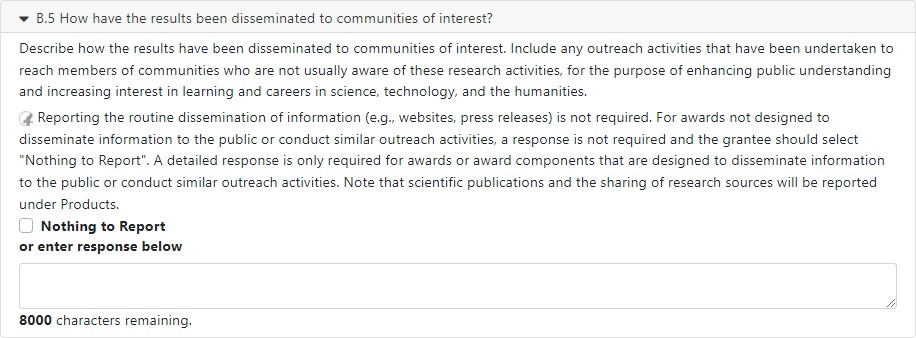 B.5 How have the results been disseminated to communities of interest?
Describe how the results have been disseminated to communities of interest. Include any outreach activities that have been undertaken to
reach members of communities who are not usually aware of these research activities, for the purpose of enhancing public understanding
and increasing interest in learning and careers in science, technology, and the humanities.
Reporting the routine dissemination of information (e.g., websites, press releases) is not required. For awards not designed to
disseminate information to the public or conduct similar outreach activities, a response is not required and the grantee should select
"Nothing to Report". A detailed response is only required for awards or award components that are designed to disseminate information
to the public or conduct similar outreach activities. Note that scientific publications and the sharing of research sources will be reported
under Products.
Nothing to Report
or enter response below
8000 characters remaining.